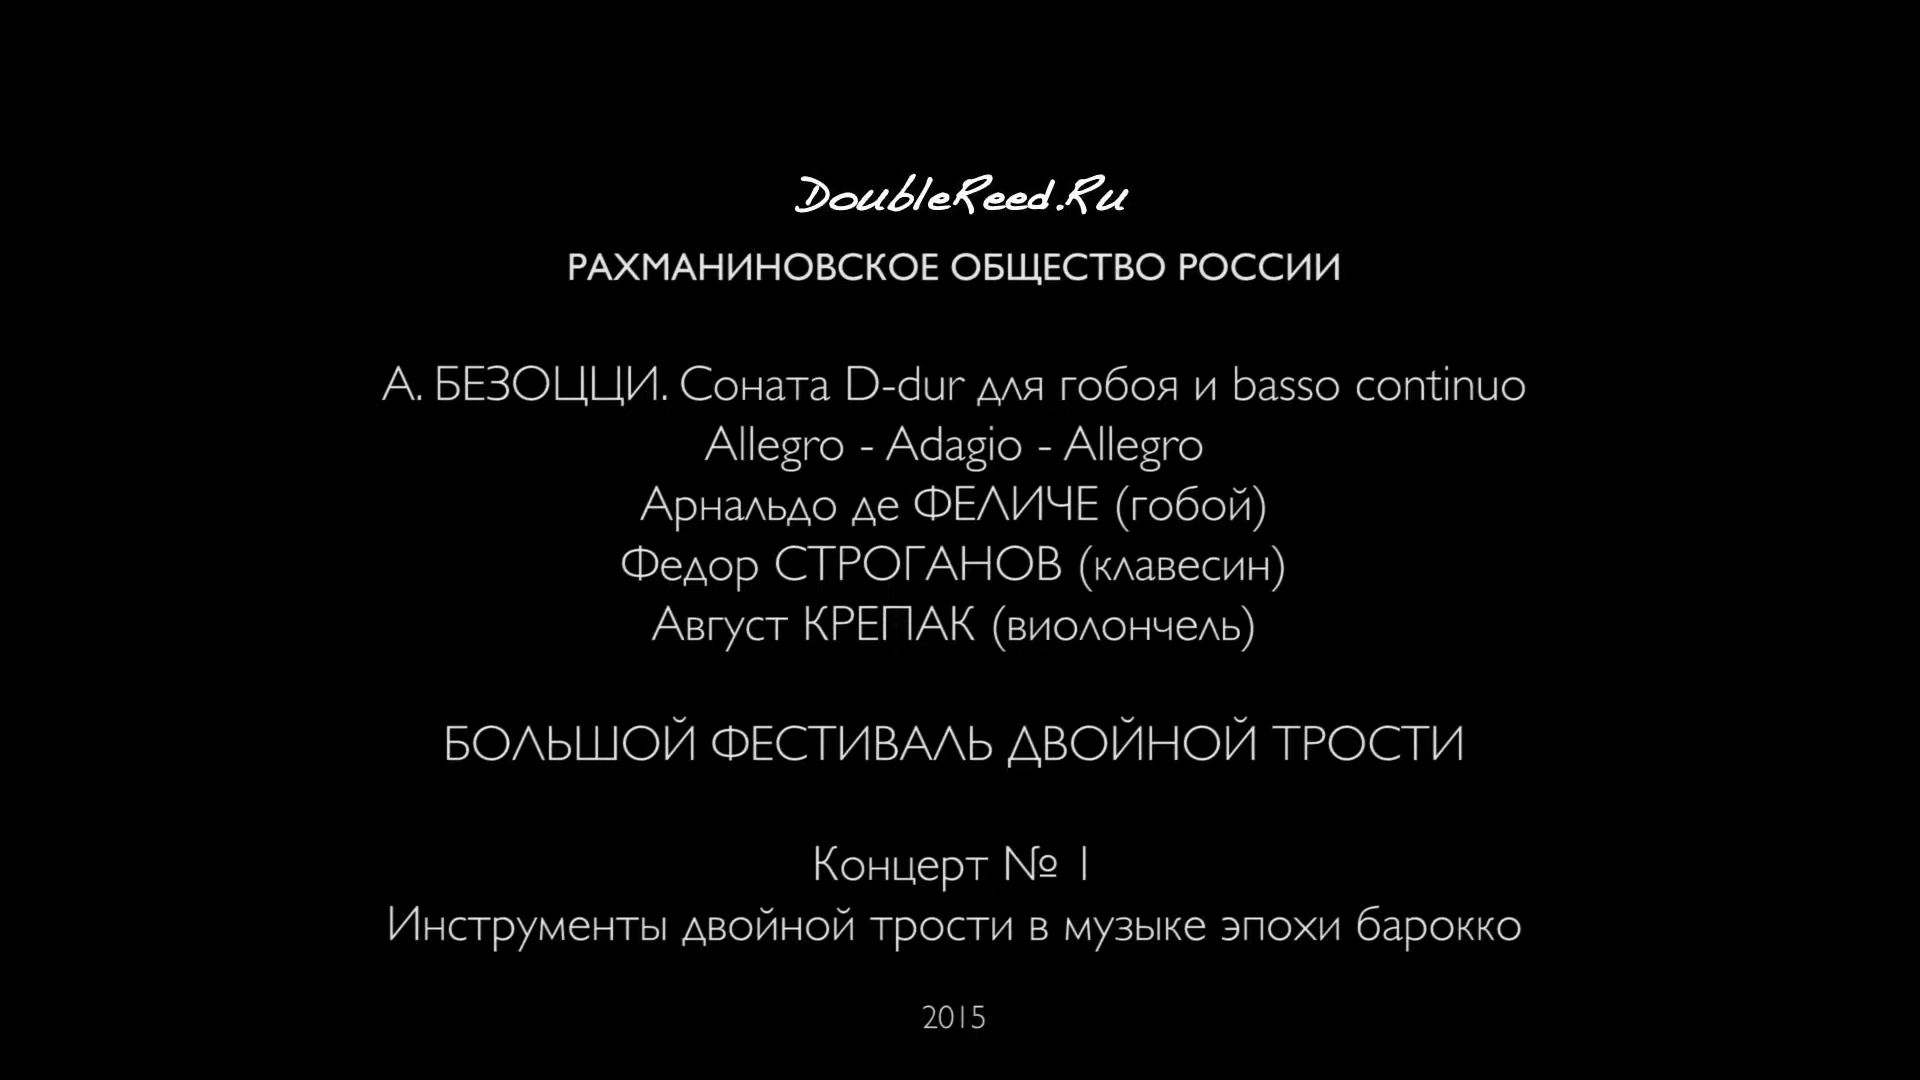 DoubleReed.Ru
РАХМАНИНОВСКОЕ ОБЩЕСТВО РОССИИ
А. БЕЗОЦЦИ. Соната D-dur для гобоя и basso continuo
Allegro - Adagio - Allegro
Арнальдо де ФЕЛИЧЕ (гобой)
Федор СТРОГАНОВ (клавесин)
Август КРЕПАК (виолончель)
БОЛЬШОЙ ФЕСТИВАЛЬ ДВОЙНОЙ ТРОСТИ
Концерт № 1
Инструменты двойной трости в музыке эпохи барокко
2015